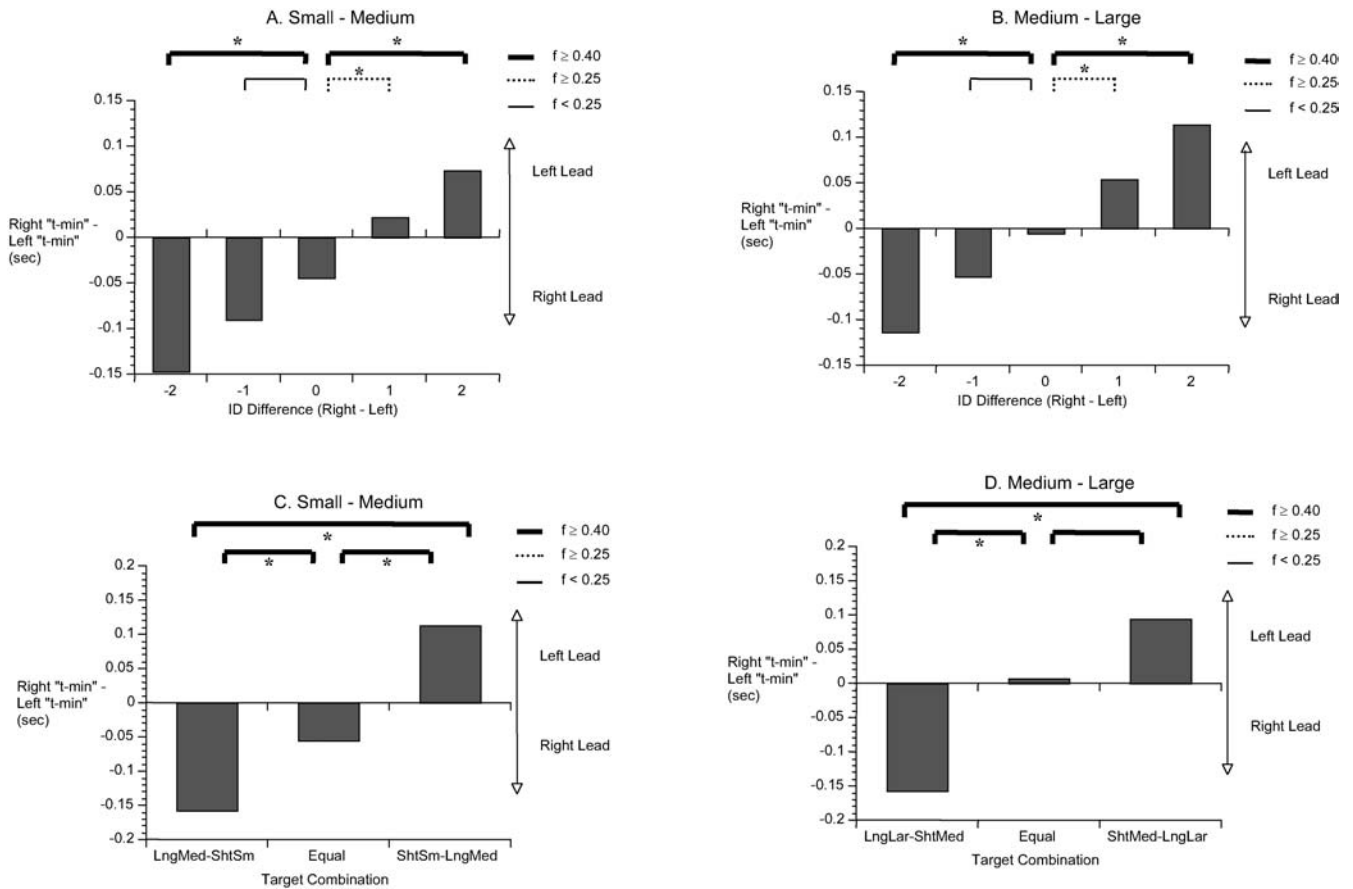 A. Small - Medium
*
*
*
f ≥ 0.40
f ≥ 0.25
f < 0.25
0.15
0.1
0.05
0
-0.05
-0.1
-0.15
Right "t-min" -
Left "t-min"
(sec)
Left Lead
Right Lead
-2 -1 0 1 2
ID Difference (Right - Left)
B. Medium - Large
*
*
*
f ≥ 0.40
f ≥ 0.25
f < 0.25
0.15
0.1
0.05
0
-0.05
-0.1
-0.15
Right "t-min" -
Left "t-min"
(sec)
Left Lead
Right Lead
-2 -1 0 1 2
ID Difference (Right - Left)
C. Small - Medium
*
*
*
f ≥ 0.40
f ≥ 0.25
f < 0.25
0.2
0.15
0.1
0.05
0
-0.05
-0.1
-0.15
-0.2
Right "t-min" -
Left "t-min"
(sec)
Left Lead
Right Lead
LngMed-ShtSm Equal ShtSm-LngMed
Target Combination
D. Medium - Large
*
*
f ≥ 0.40
f ≥ 0.25
f < 0.25
0.2
0.15
0.1
0.05
0
-0.05
-0.1
-0.15
-0.2
Right "t-min" -
Left "t-min"
(sec)
Left Lead
Right Lead
LngLar-ShtMed Equal ShtMed-LngLar
Target Combination